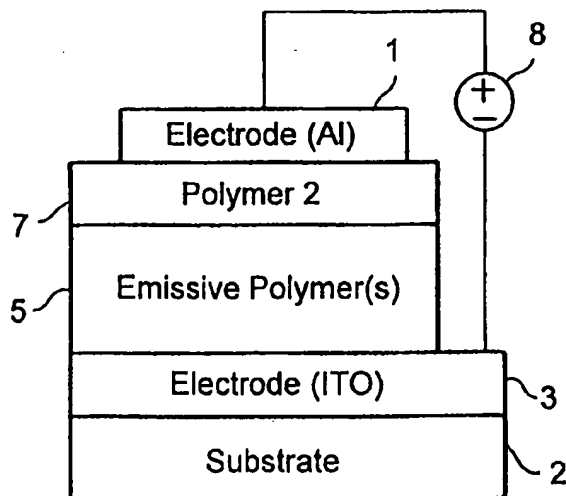 1
8
+
−
Electrode (Al)
Polymer 2
7
Emissive Polymer(s)
5
Electrode (ITO)
3
Substrate
2